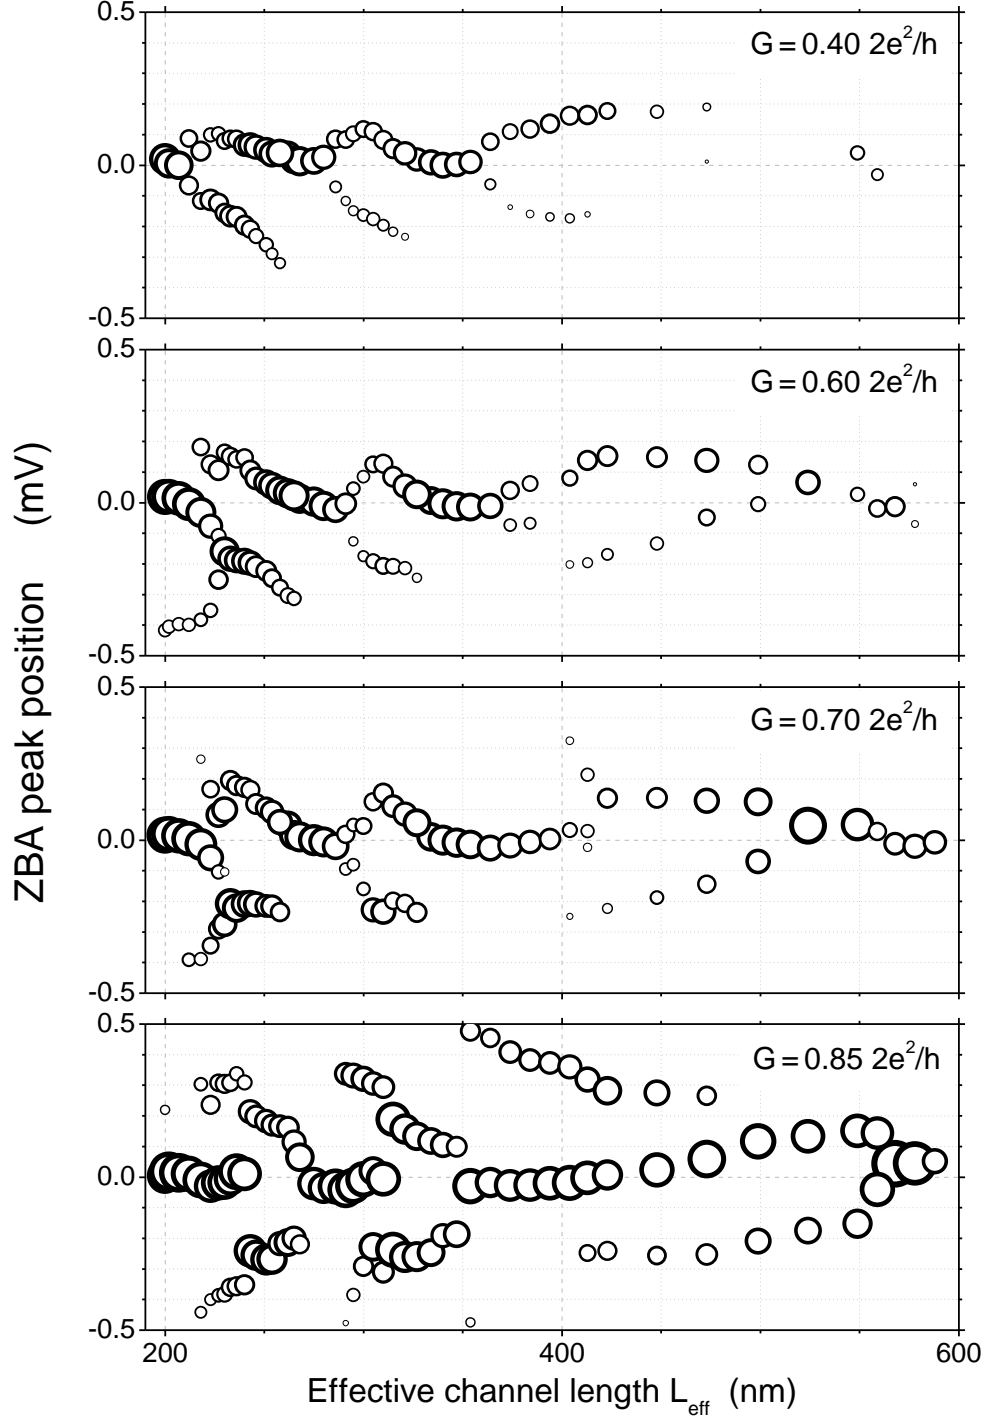 0.5
G = 0.40 2e²/h
0.0
-0.5
0.5
G = 0.60 2e²/h
0.0
-0.5
0.5
G = 0.70 2e²/h
0.0
-0.5
0.5
G = 0.85 2e²/h
0.0
-0.5
200 400 600
ZBA peak position (mV)
Effective channel length L_eff (nm)